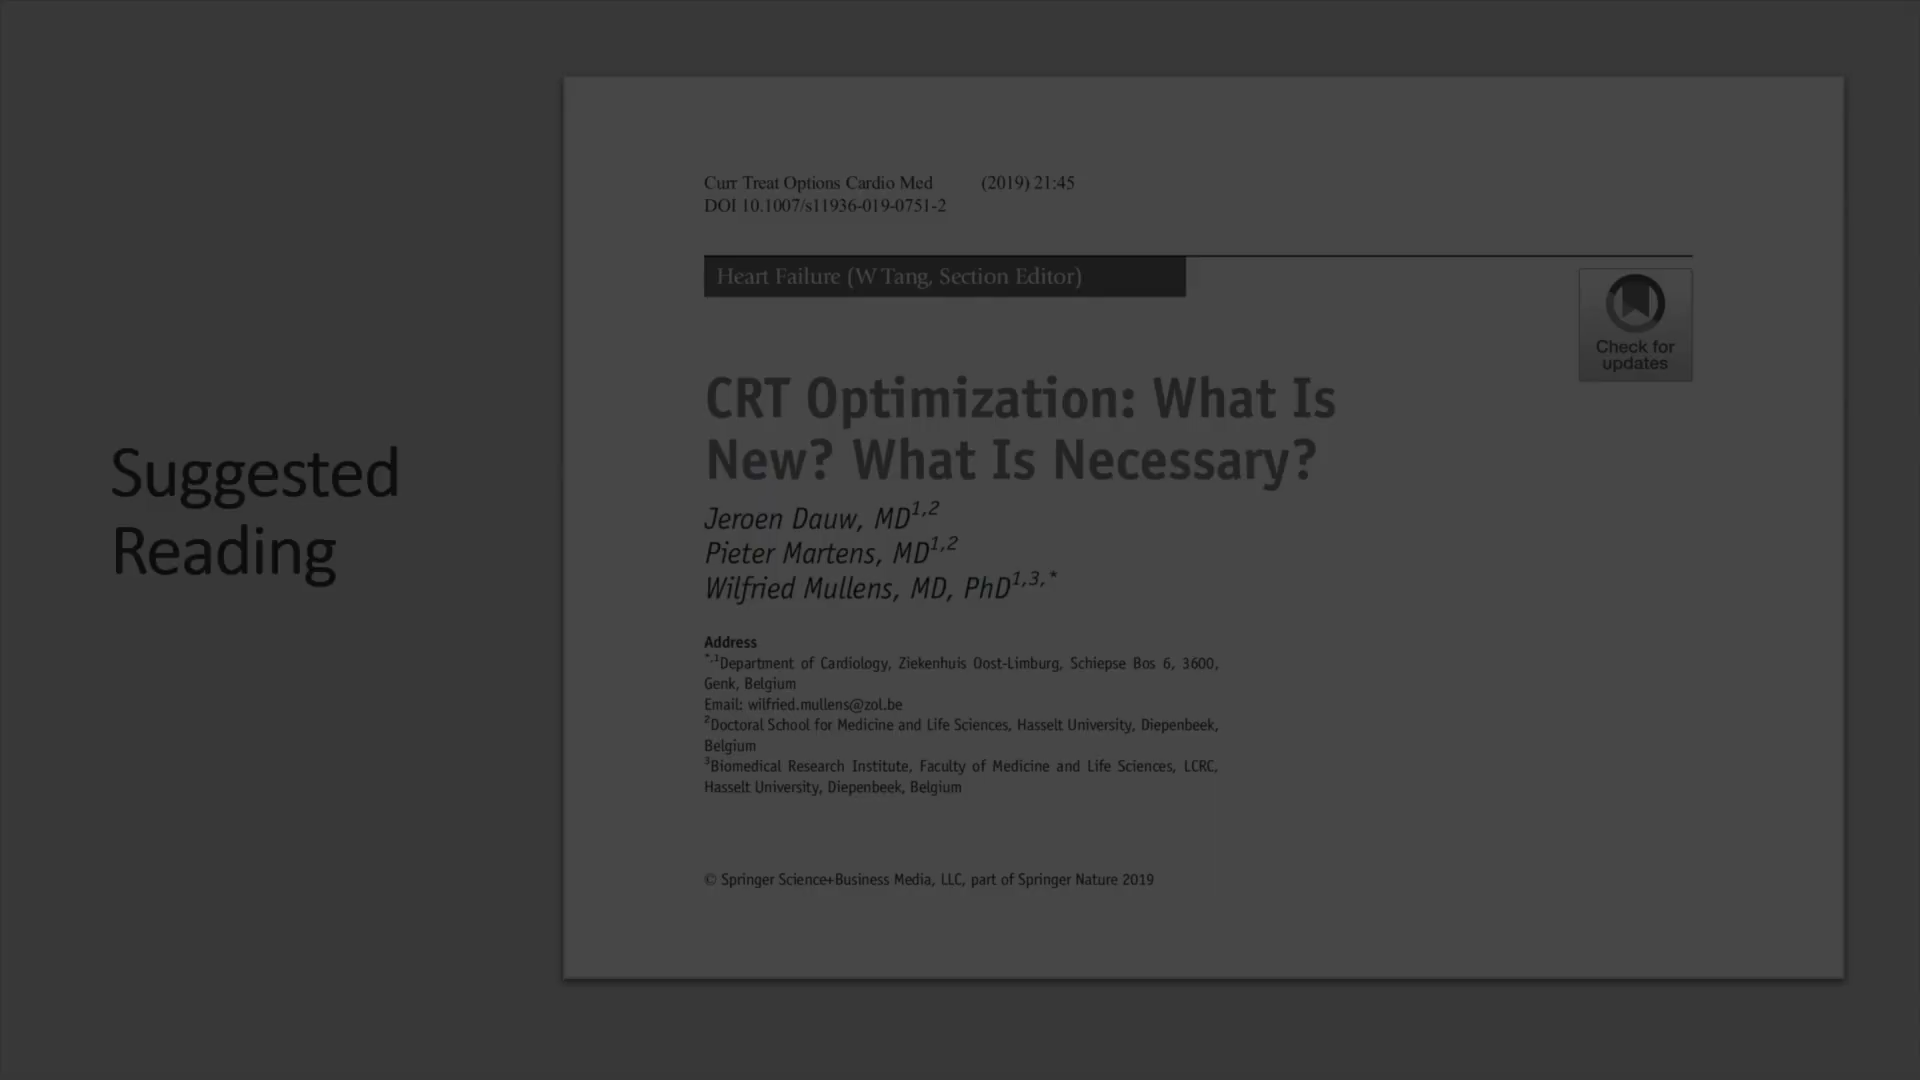 Suggested
Reading
Curr Treat Options Cardio Med (2019) 21:45
DOI 10.1007/s11936-019-0751-2
Heart Failure (W Tang, Section Editor)
Check for
updates
CRT Optimization: What Is
New? What Is Necessary?
Jeroen Dauw, MD1,2
Pieter Martens, MD1,2
Wilfried Mullens, MD, PhD1,3,*
Address
*,1Department of Cardiology, Ziekenhuis Oost-Limburg, Schiepse Bos 6, 3600,
Genk, Belgium
Email: wilfried.mullens@zol.be
2Doctoral School for Medicine and Life Sciences, Hasselt University, Diepenbeek,
Belgium
3Biomedical Research Institute, Faculty of Medicine and Life Sciences, LCRC,
Hasselt University, Diepenbeek, Belgium
© Springer Science+Business Media, LLC, part of Springer Nature 2019